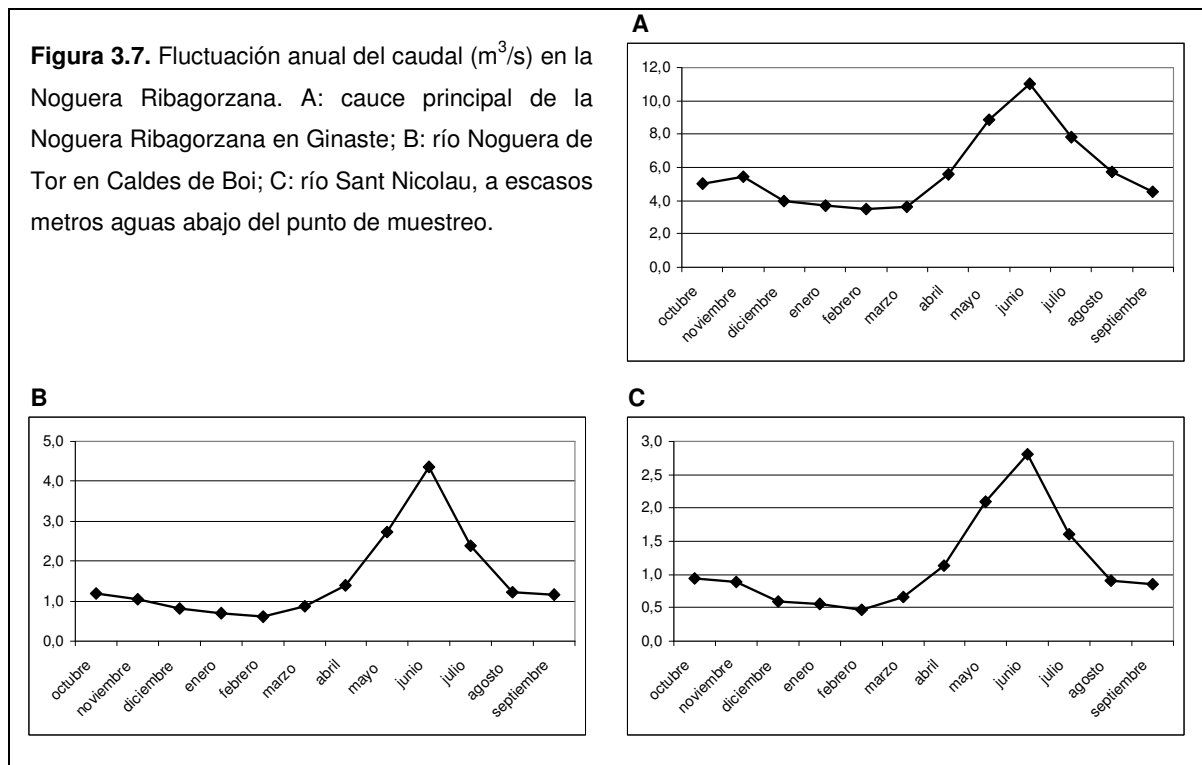 Figura 3.7. Fluctuación anual del caudal (m³/s) en la
Noguera Ribagorzana. A: cauce principal de la
Noguera Ribagorzana en Ginaste; B: río Noguera de
Tor en Caldes de Boi; C: río Sant Nicolau, a escasos
metros aguas abajo del punto de muestreo.
A
12,0
10,0
8,0
6,0
4,0
2,0
0,0
octubre
noviembre
diciembre
enero
febrero
marzo
abril
mayo
junio
julio
agosto
septiembre
B
5,0
4,0
3,0
2,0
1,0
0,0
octubre
noviembre
diciembre
enero
febrero
marzo
abril
mayo
junio
julio
agosto
septiembre
C
3,0
2,5
2,0
1,5
1,0
0,5
0,0
octubre
noviembre
diciembre
enero
febrero
marzo
abril
mayo
junio
julio
agosto
septiembre